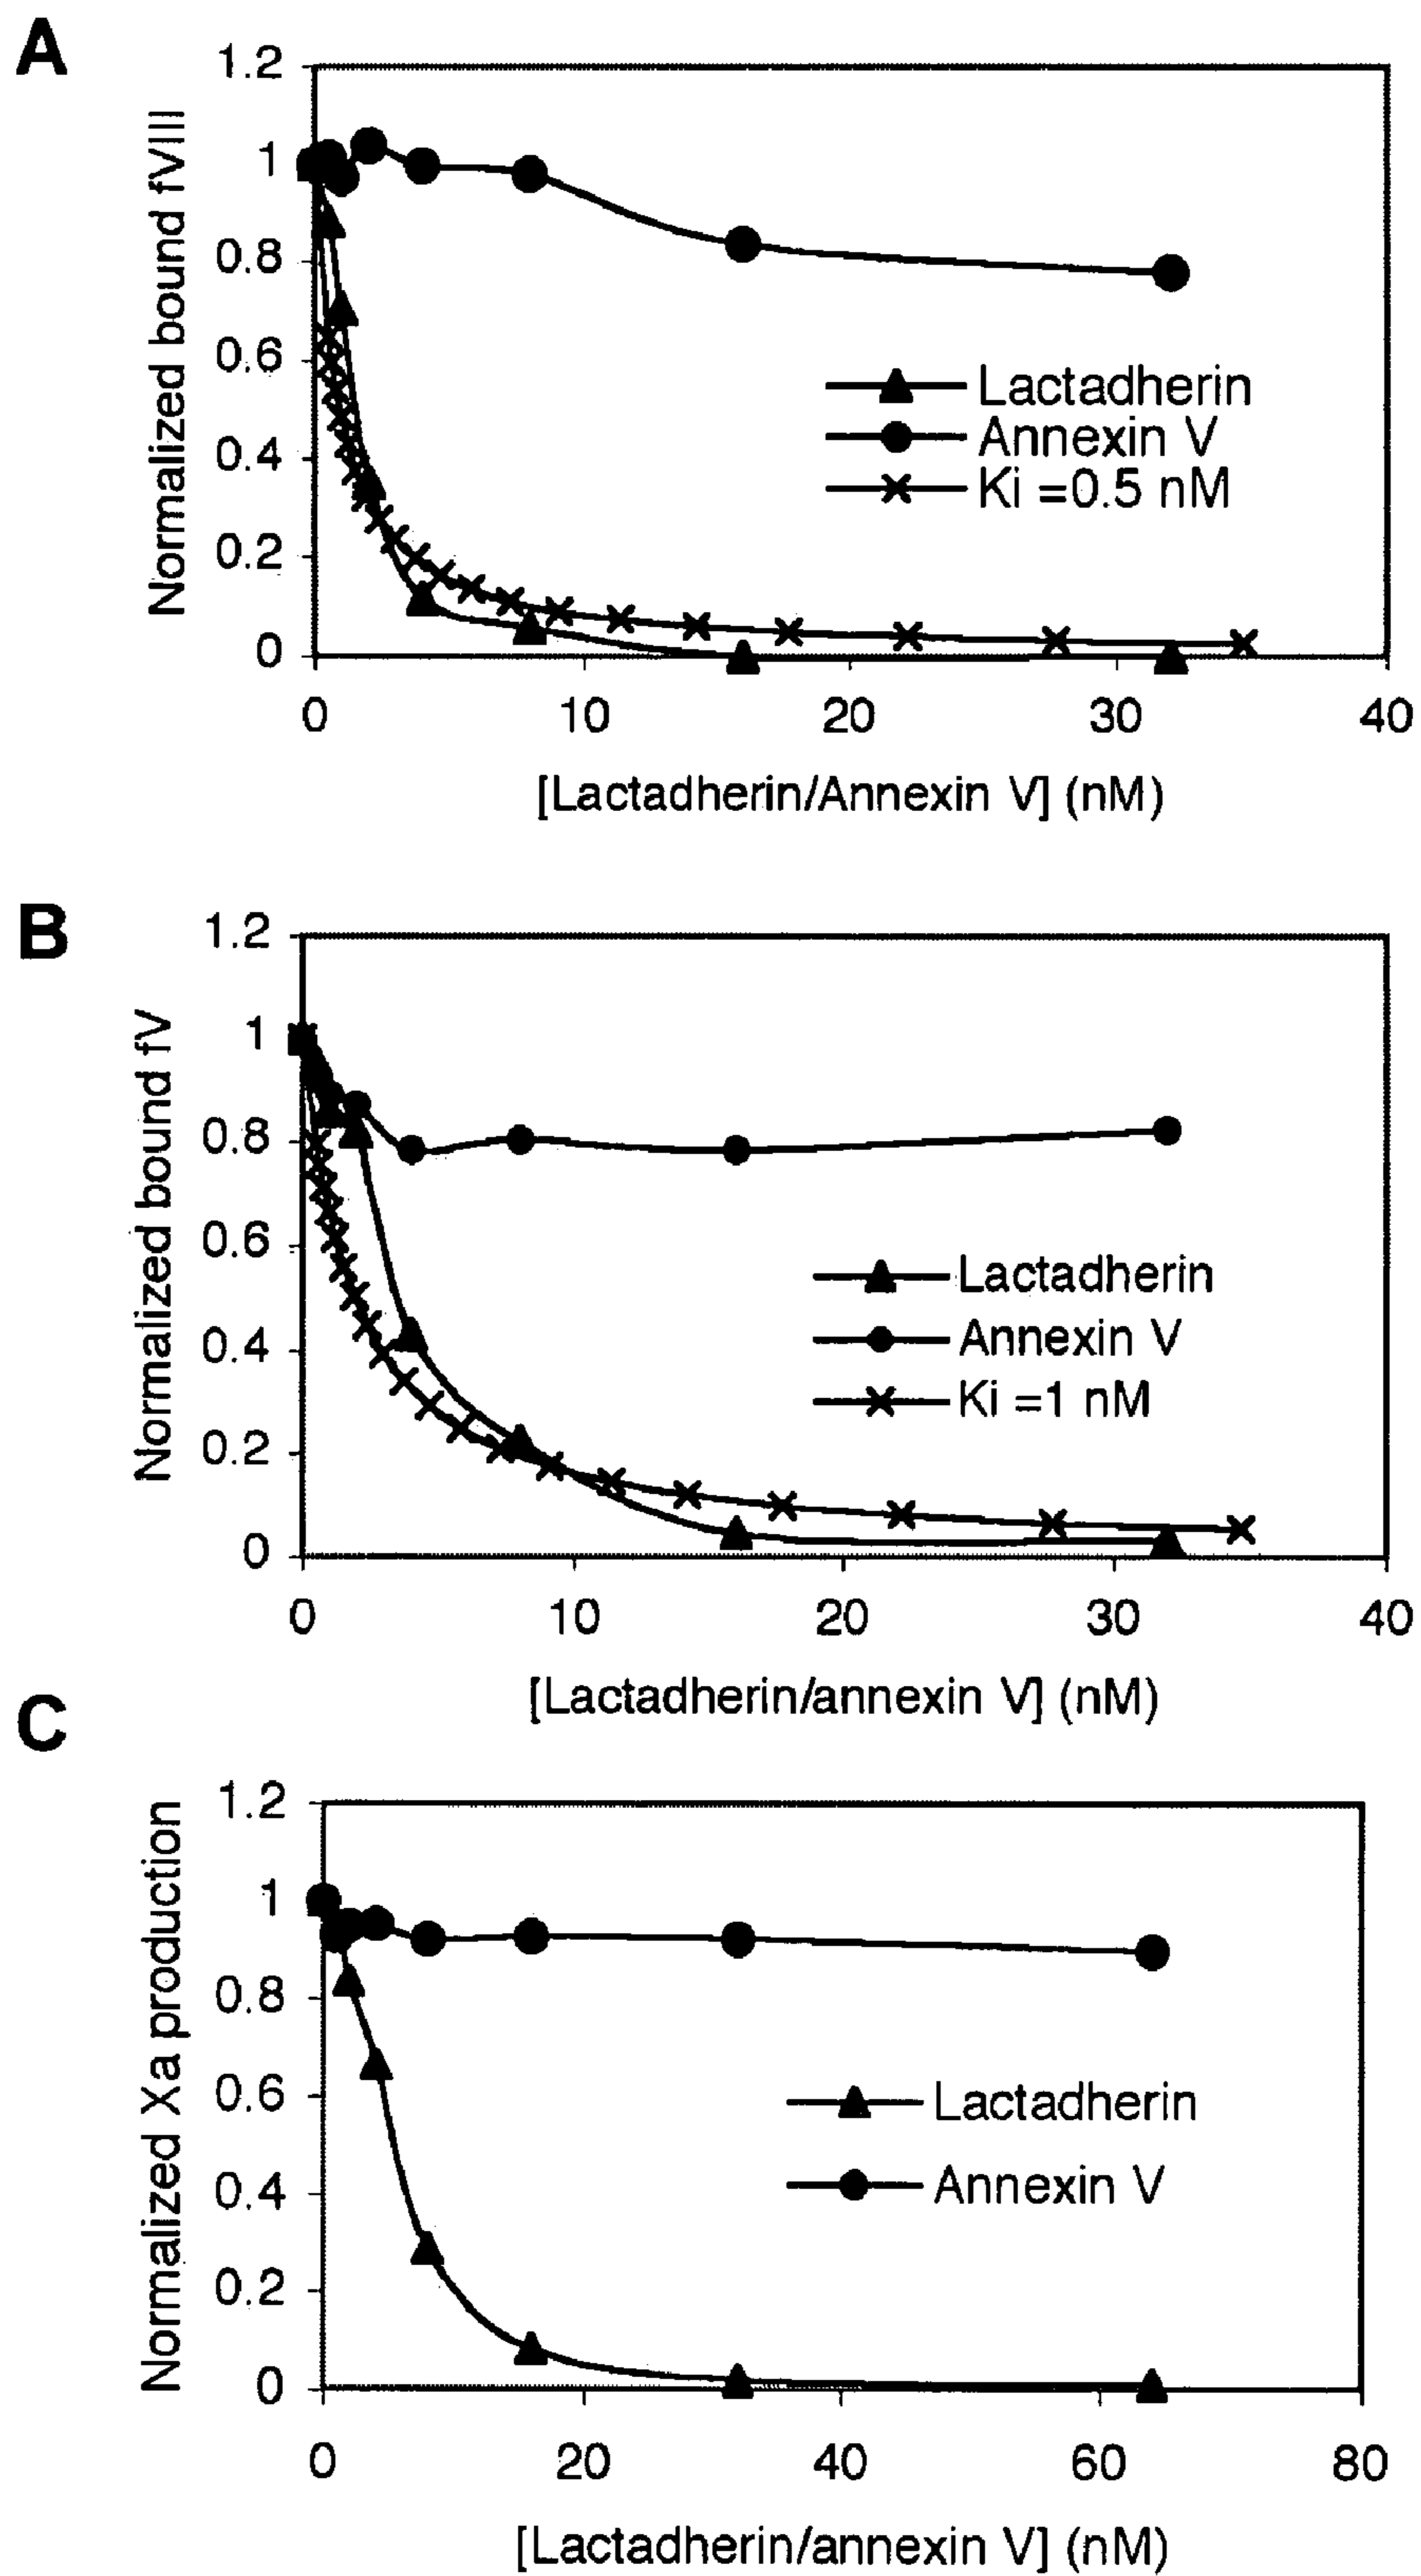 A
Normalized bound fVIII
1.2
1
0.8
0.6
0.4
0.2
0
Lactadherin
Annexin V
Ki =0.5 nM
0 10 20 30 40
[Lactadherin/Annexin V] (nM)
B
Normalized bound fV
1.2
1
0.8
0.6
0.4
0.2
0
Lactadherin
Annexin V
Ki =1 nM
0 10 20 30 40
[Lactadherin/annexin V] (nM)
C
Normalized Xa production
1.2
1
0.8
0.6
0.4
0.2
0
Lactadherin
Annexin V
0 20 40 60 80
[Lactadherin/annexin V] (nM)